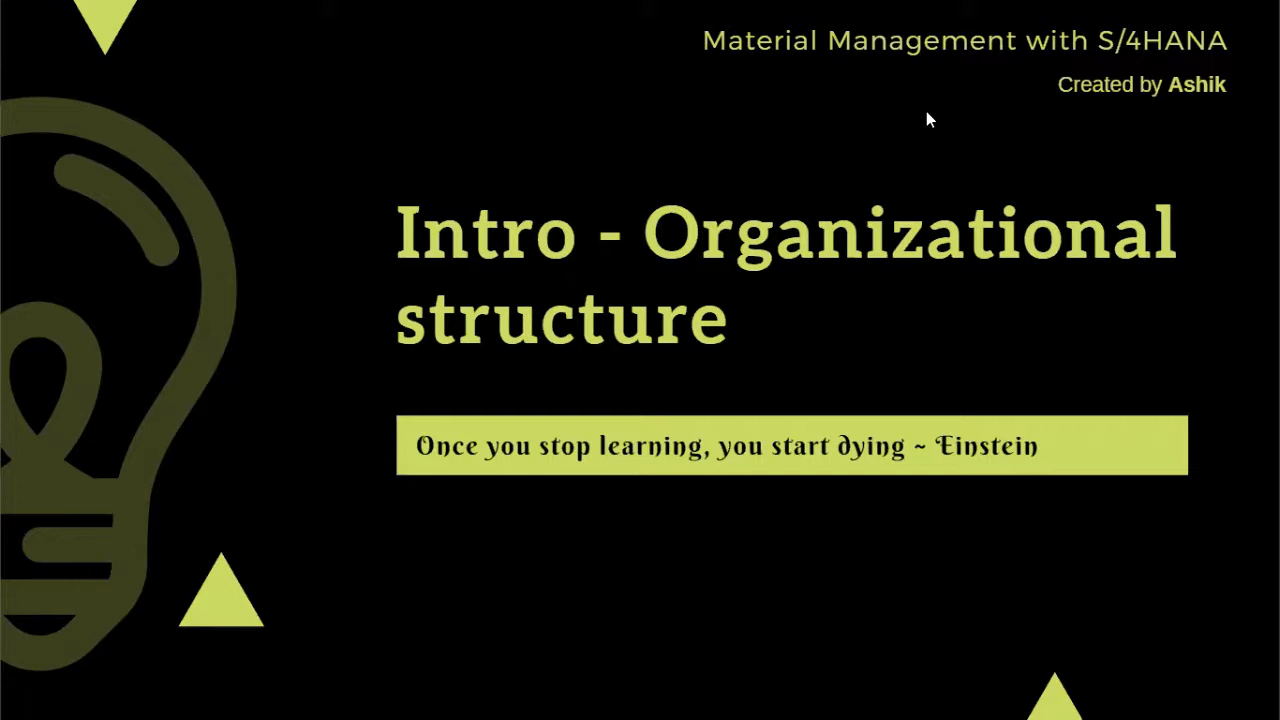 Material Management with S/4HANA
Created by Ashik
Intro - Organizational
structure
Once you stop learning, you start dying ~ Einstein